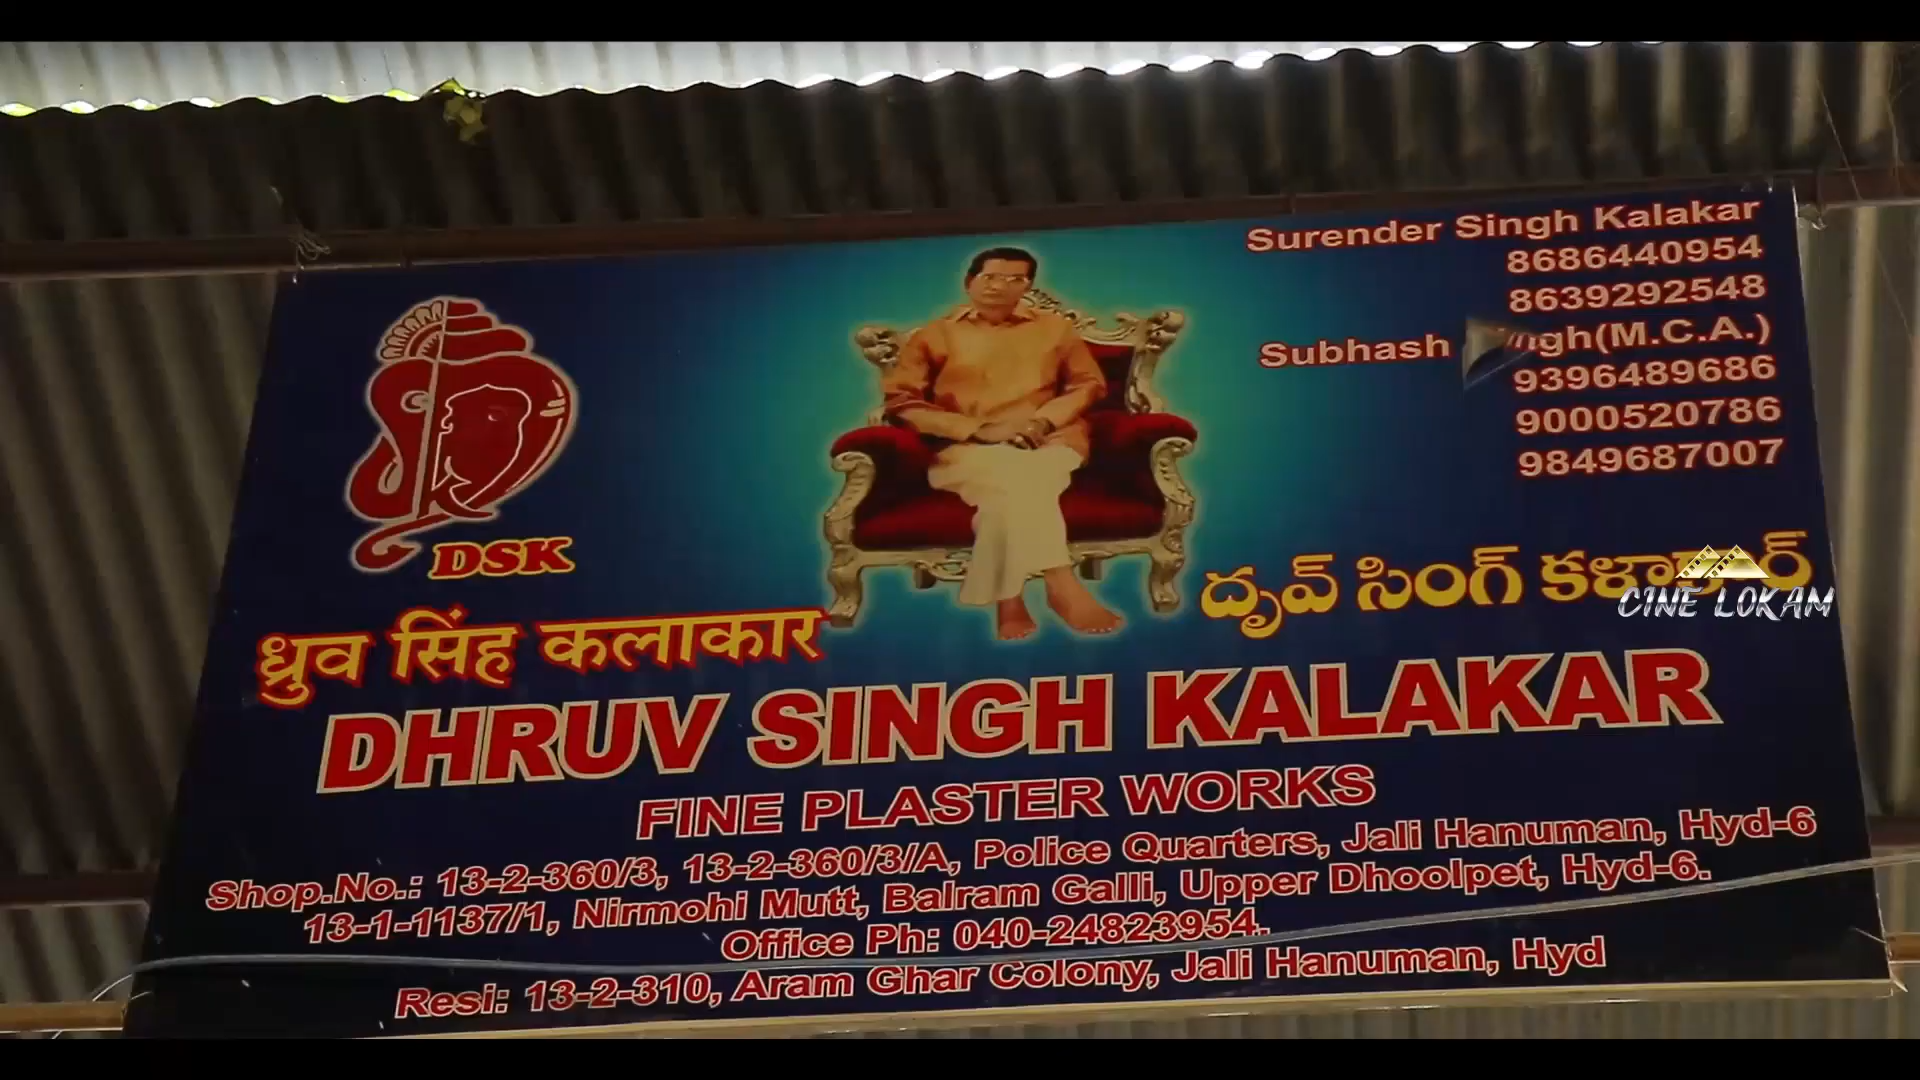 Surender Singh Kalakar
8686440954
8639292548
Subhash ingh(M.C.A.)
9396489686
9000520786
9849687007
DSK
ध्रुव सिंह कलाकार
దృవ్ సింగ్
CINE LOKAM
DHRUV SINGH KALAKAR
FINE PLASTER WORKS
Shop.No.: 13-2-360/3, 13-2-360/3/A, Police Quarters, Jali Hanuman, Hyd-6
13-1-1137/1, Nirmohi Mutt, Balram Galli, Upper Dhoolpet, Hyd-6.
Office Ph: 040-24823954.
Resi: 13-2-310, Aram Ghar Colony, Jali Hanuman, Hyd